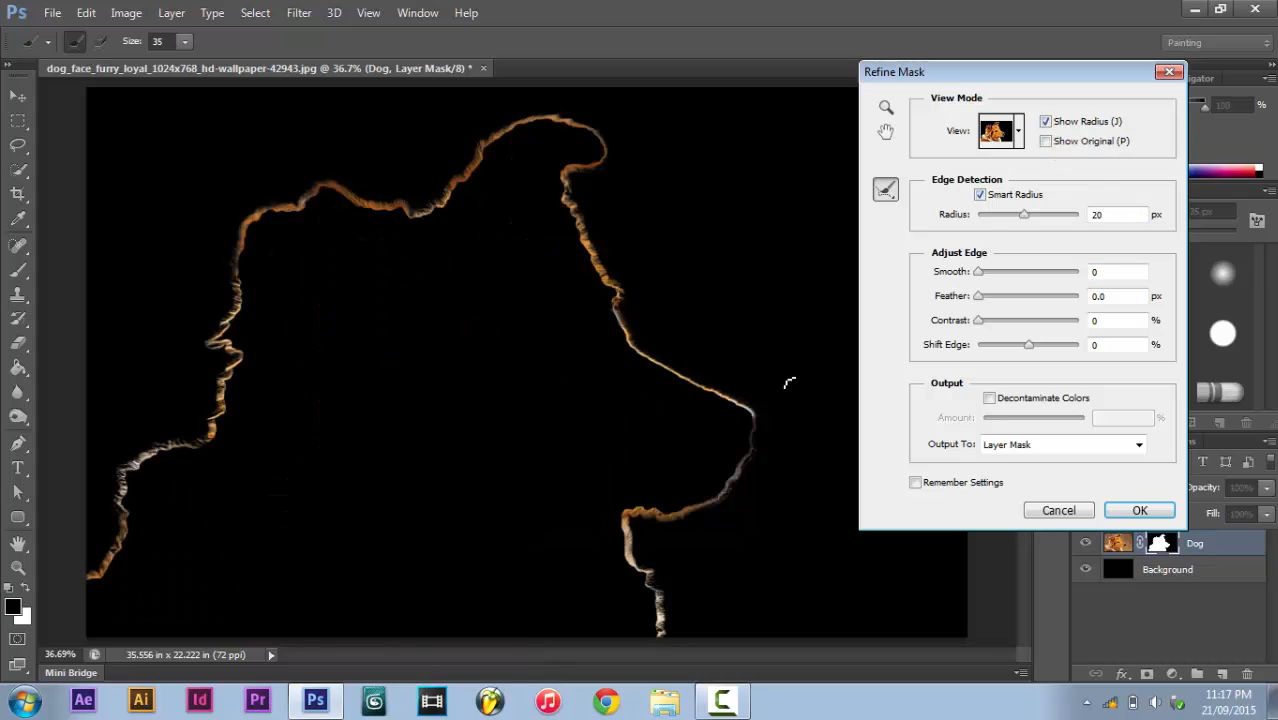 Ps File Edit Image Layer Type Select Filter 3D View Window Help
Size: 35 Painting
dog_face_furry_loyal_1024x768_hd-wallpaper-42943.jpg @ 36.7% (Dog, Layer Mask/8) *
Refine Mask
View Mode
View:
Show Radius (J)
Show Original (P)
100 %
Edge Detection
Smart Radius
Radius: 20 px
Adjust Edge
Smooth: 0
Feather: 0.0 px
Contrast: 0 %
Shift Edge: 0 %
Output
Decontaminate Colors
Amount: %
Output To: Layer Mask
Remember Settings
Cancel OK
Opacity: 100%
Fill: 100%
Dog
Background
36.69% 35.556 in x 22.222 in (72 ppi)
Mini Bridge
Ae Ai Id Pr Ps C
11:17 PM
21/09/2015